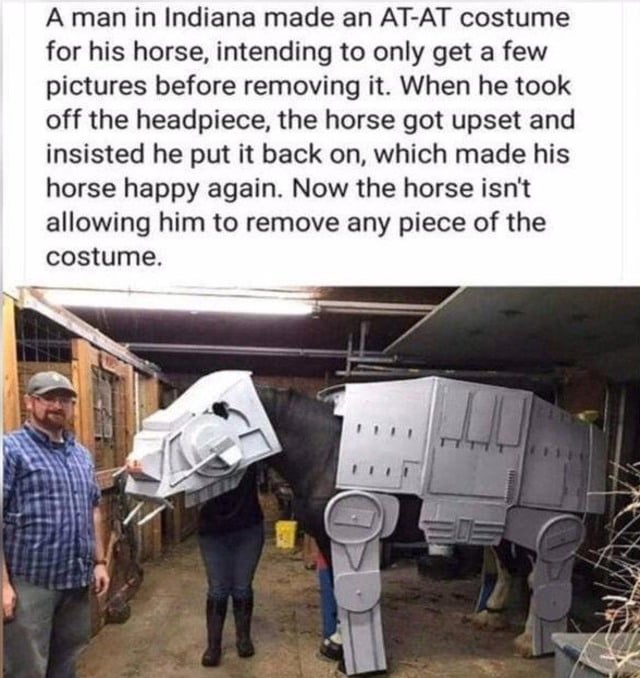 A man in Indiana made an AT-AT costume
for his horse, intending to only get a few
pictures before removing it. When he took
off the headpiece, the horse got upset and
insisted he put it back on, which made his
horse happy again. Now the horse isn't
allowing him to remove any piece of the
costume.